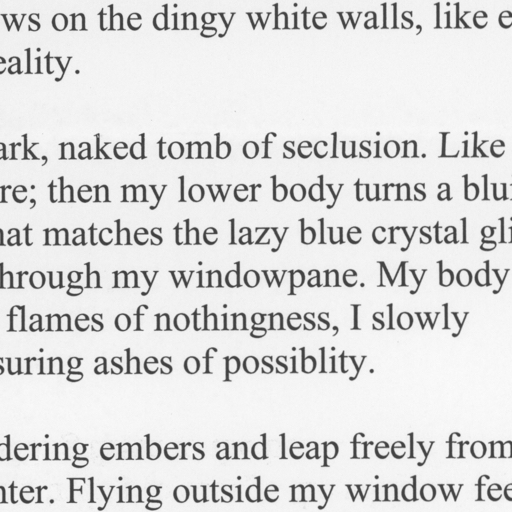 ws on the dingy white walls, like e
eality.
ark, naked tomb of seclusion. Like
re; then my lower body turns a blui
hat matches the lazy blue crystal gli
hrough my windowpane. My body
flames of nothingness, I slowly
suring ashes of possiblity.
dering embers and leap freely from
nter. Flying outside my window fee